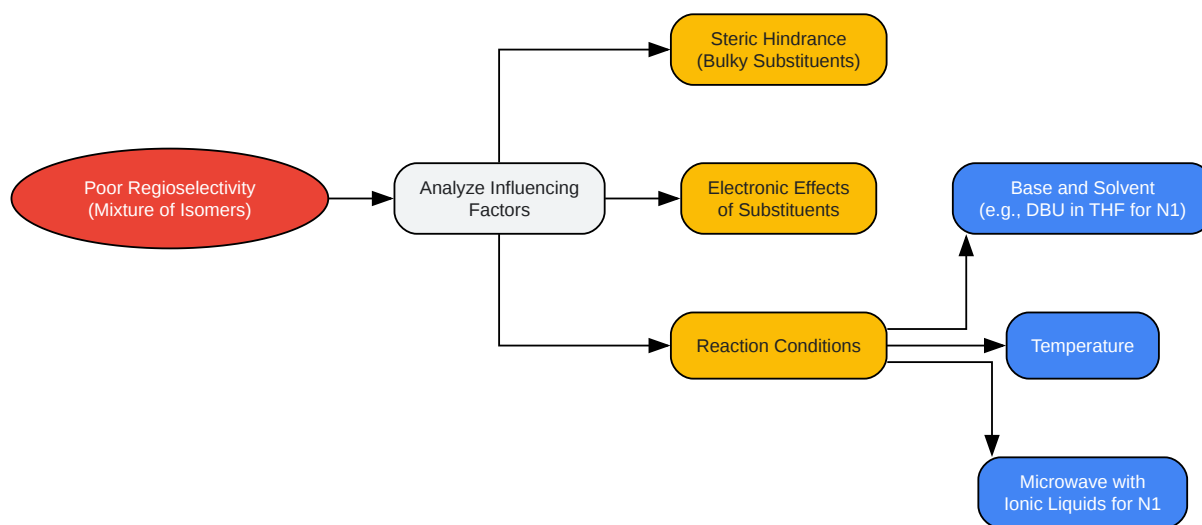 Poor Regioselectivity
(Mixture of Isomers)
Analyze Influencing
Factors
Steric Hindrance
(Bulky Substituents)
Electronic Effects
of Substituents
Reaction Conditions
Base and Solvent
(e.g., DBU in THF for N1)
Temperature
Microwave with
Ionic Liquids for N1